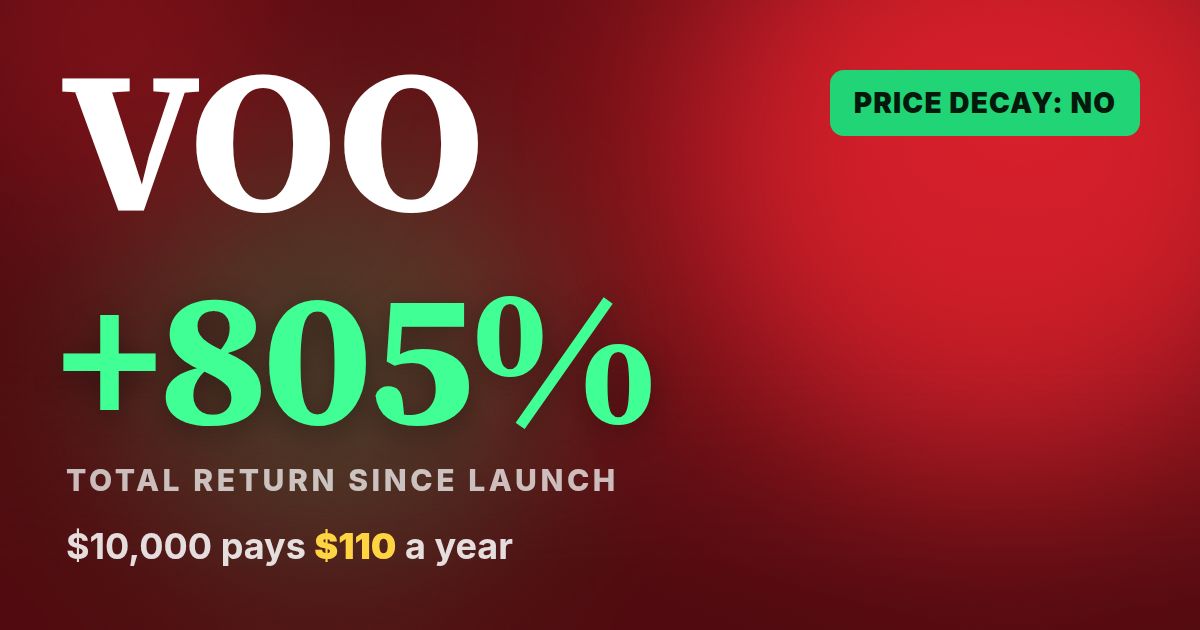 VOO
PRICE DECAY: NO
+805%
TOTAL RETURN SINCE LAUNCH
$10,000 pays $110 a year